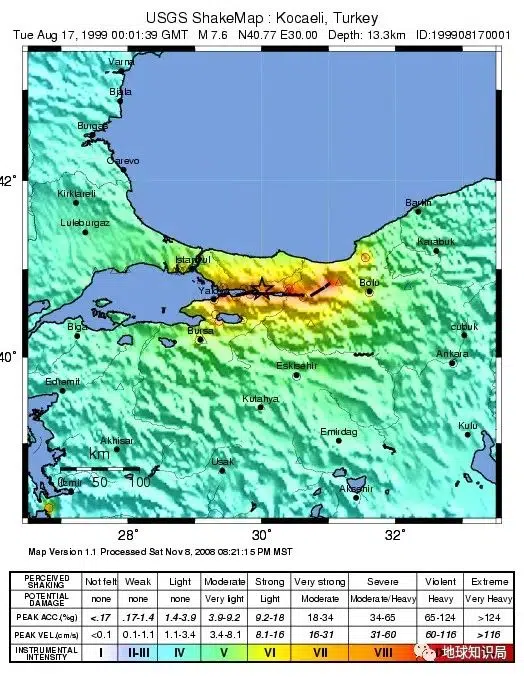 USGS ShakeMap : Kocaeli, Turkey
Tue Aug 17, 1999 00:01:39 GMT M 7.6 N40.77 E30.00 Depth: 13.3km ID:199908170001
Varna
Bjala
Burgas
Carevo
42°
Kirklareli
Bartin
Luleburgaz
Karabuk
Istanbul
Bolu
Biga
Bursa
cubuk
40°
Ankara
Eskisehir
Edremit
Kutahya
Emirdag
Kulu
Akhisar
km
Usak
0 50 100
Izmir
Aksehir
28° 30° 32°
Map Version 1.1 Processed Sat Nov 8, 2008 08:21:15 PM MST
PERCEIVED SHAKING Not felt Weak Light Moderate Strong Very strong Severe Violent Extreme
POTENTIAL DAMAGE none none none Very light Light Moderate Moderate/Heavy Heavy Very Heavy
PEAK ACC.(%g) <.17 .17-1.4 1.4-3.9 3.9-9.2 9.2-18 18-34 34-65 65-124 >124
PEAK VEL.(cm/s) <0.1 0.1-1.1 1.1-3.4 3.4-8.1 8.1-16 16-31 31-60 60-116 >116
INSTRUMENTAL INTENSITY I II-III IV V VI VII VIII
地球知识局